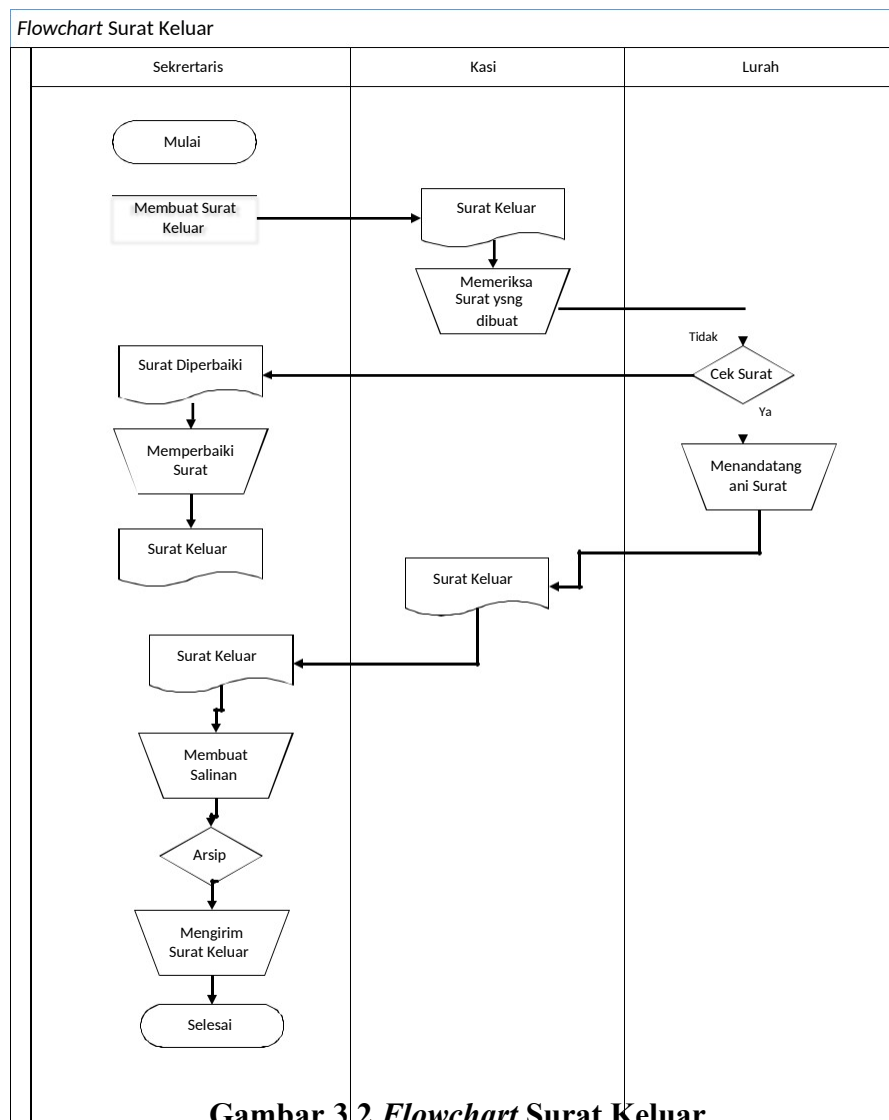 Flowchart Surat Keluar
Sekrertaris
Kasi
Lurah
Mulai
Membuat Surat
Keluar
Surat Keluar
Memeriksa
Surat ysng
dibuat
Tidak
Cek Surat
Ya
Surat Diperbaiki
Memperbaiki
Surat
Menandatang
ani Surat
Surat Keluar
Surat Keluar
Surat Keluar
Membuat
Salinan
Arsip
Mengirim
Surat Keluar
Selesai
Gambar 3.2 Flowchart Surat Keluar